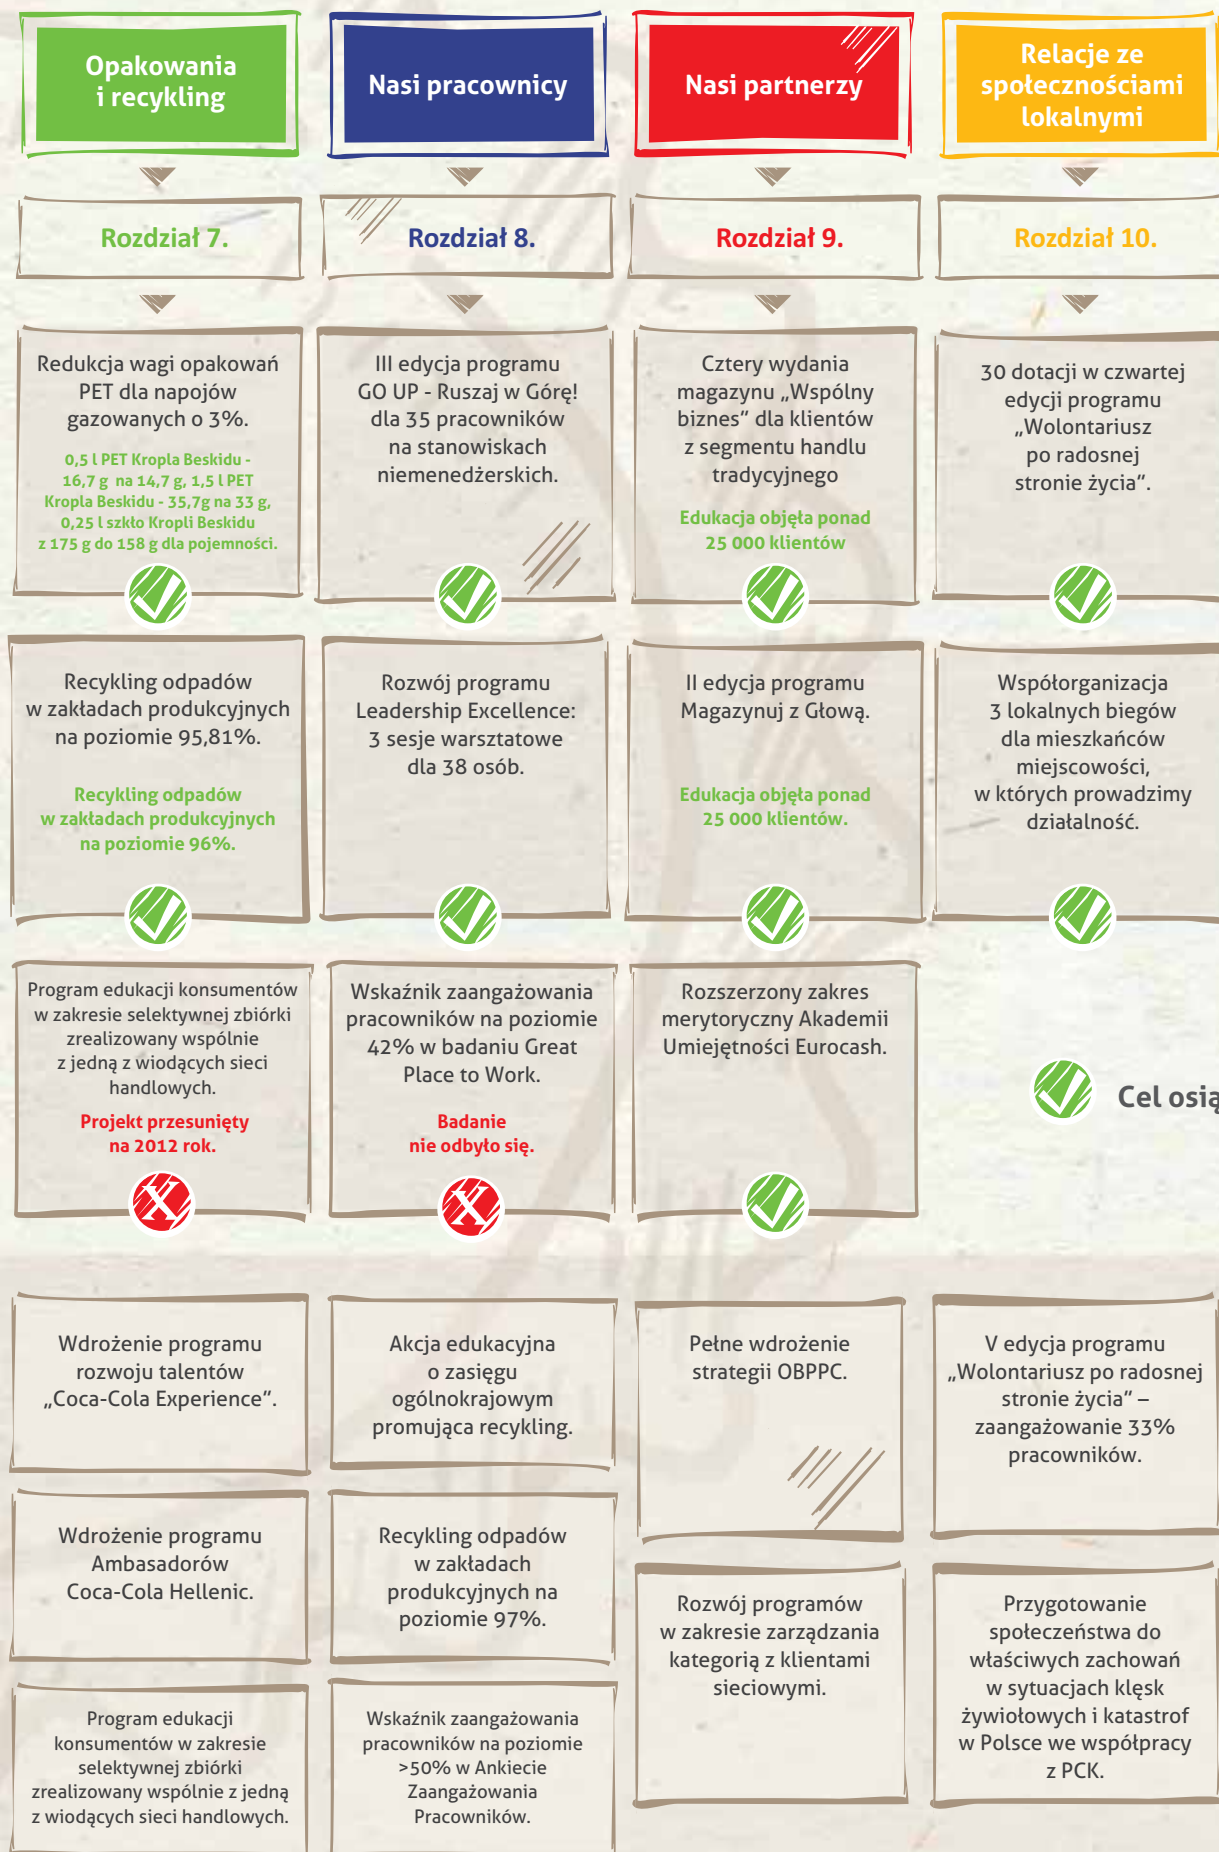 Opakowania
i recykling
Nasi pracownicy
Nasi partnerzy
Relacje ze
społecznościami
lokalnymi
Rozdział 7.
Rozdział 8.
Rozdział 9.
Rozdział 10.
Redukcja wagi opakowań
PET dla napojów
gazowanych o 3%.
0,5 l PET Kropla Beskidu -
16,7 g na 14,7 g, 1,5 l PET
Kropla Beskidu - 35,7g na 33 g,
0,25 l szkło Kropli Beskidu
z 175 g do 158 g dla pojemności.
III edycja programu
GO UP - Ruszaj w Górę!
dla 35 pracowników
na stanowiskach
niemenedżerskich.
Cztery wydania
magazynu „Wspólny
biznes” dla klientów
z segmentu handlu
tradycyjnego
Edukacja objęła ponad
25 000 klientów
30 dotacji w czwartej
edycji programu
„Wolontariusz
po radosnej
stronie życia”.
Recykling odpadów
w zakładach produkcyjnych
na poziomie 95,81%.
Recykling odpadów
w zakładach produkcyjnych
na poziomie 96%.
Rozwój programu
Leadership Excellence:
3 sesje warsztatowe
dla 38 osób.
II edycja programu
Magazynuj z Głową.
Edukacja objęła ponad
25 000 klientów.
Współorganizacja
3 lokalnych biegów
dla mieszkańców
miejscowości,
w których prowadzimy
działalność.
Program edukacji konsumentów
w zakresie selektywnej zbiórki
zrealizowany wspólnie
z jedną z wiodących sieci
handlowych.
Projekt przesunięty
na 2012 rok.
X
Wskaźnik zaangażowania
pracowników na poziomie
42% w badaniu Great
Place to Work.
Badanie
nie odbyło się.
X
Rozszerzony zakres
merytoryczny Akademii
Umiejętności Eurocash.
Cel osią
Wdrożenie programu
rozwoju talentów
„Coca-Cola Experience”.
Akcja edukacyjna
o zasięgu
ogólnokrajowym
promująca recykling.
Pełne wdrożenie
strategii OBPPC.
V edycja programu
„Wolontariusz po radosnej
stronie życia” –
zaangażowanie 33%
pracowników.
Wdrożenie programu
Ambasadorów
Coca-Cola Hellenic.
Recykling odpadów
w zakładach
produkcyjnych na
poziomie 97%.
Rozwój programów
w zakresie zarządzania
kategorią z klientami
sieciowymi.
Przygotowanie
społeczeństwa do
właściwych zachowań
w sytuacjach klęsk
żywiołowych i katastrof
w Polsce we współpracy
z PCK.
Program edukacji
konsumentów w zakresie
selektywnej zbiórki
zrealizowany wspólnie z jedną
z wiodących sieci handlowych.
Wskaźnik zaangażowania
pracowników na poziomie
>50% w Ankiecie
Zaangażowania
Pracowników.